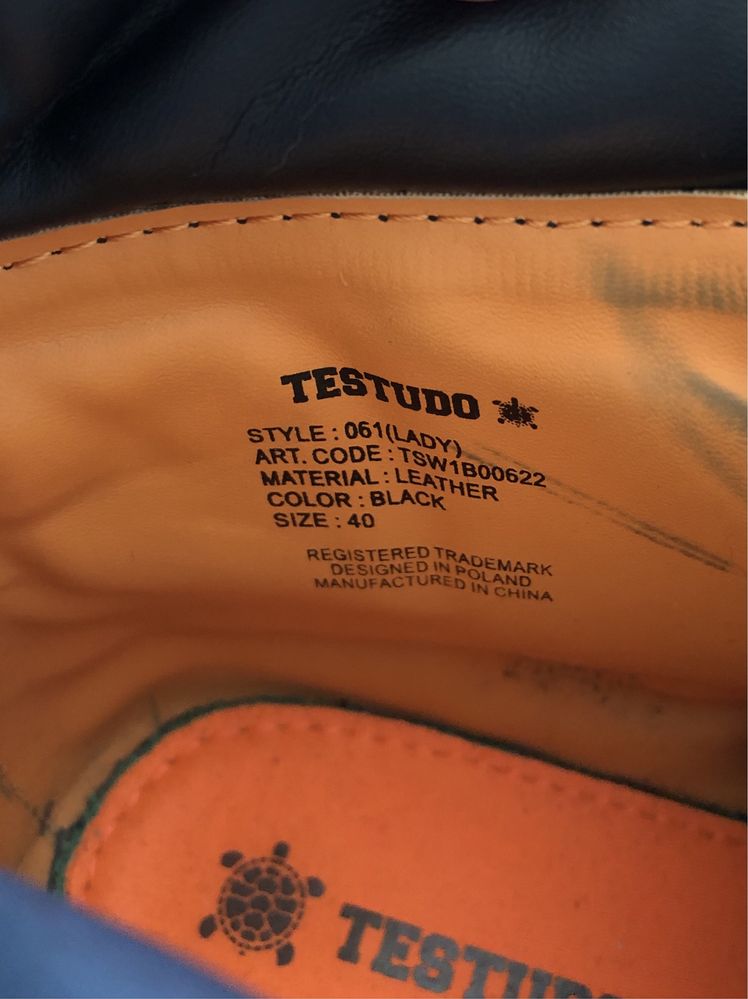 TESTUDO
STYLE : 061(LADY)
ART. CODE : TSW1B00622
MATERIAL : LEATHER
COLOR : BLACK
SIZE : 40
REGISTERED TRADEMARK
DESIGNED IN POLAND
MANUFACTURED IN CHINA
TESTUDO